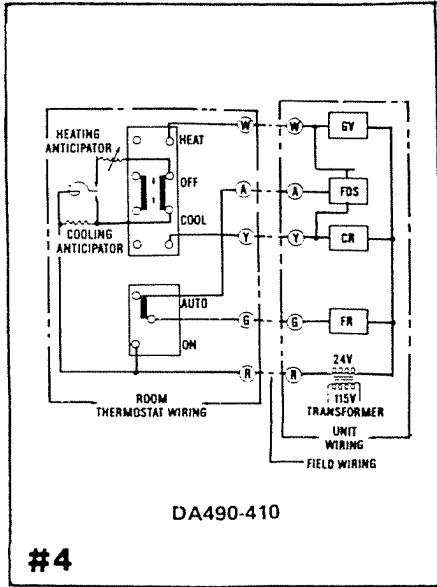 HEATING
ANTICIPATOR
HEAT
OFF
COOL
COOLING
ANTICIPATOR
AUTO
ON
W
W
GV
A
A
FDS
Y
Y
CR
G
G
FR
R
R
24V
115V
TRANSFORMER
ROOM
THERMOSTAT WIRING
UNIT
WIRING
FIELD WIRING
DA490-410
#4